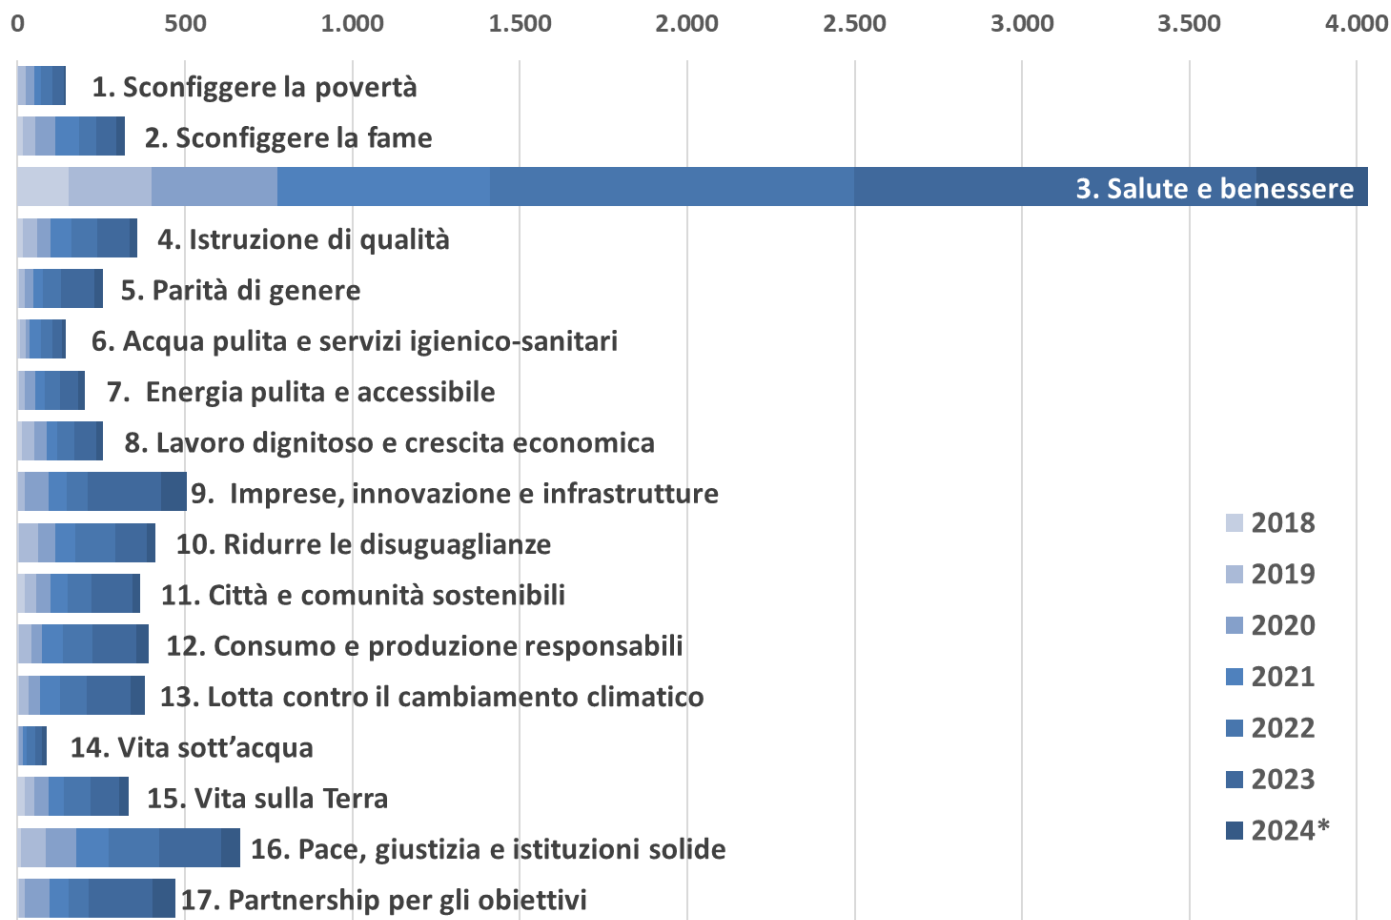 0 500 1.000 1.500 2.000 2.500 3.000 3.500 4.000
1. Sconfiggere la povertà
2. Sconfiggere la fame
3. Salute e benessere
4. Istruzione di qualità
5. Parità di genere
6. Acqua pulita e servizi igienico-sanitari
7.  Energia pulita e accessibile
8. Lavoro dignitoso e crescita economica
9.  Imprese, innovazione e infrastrutture
10. Ridurre le disuguaglianze
11. Città e comunità sostenibili
12. Consumo e produzione responsabili
13. Lotta contro il cambiamento climatico
14. Vita sott’acqua
15. Vita sulla Terra
16. Pace, giustizia e istituzioni solide
17. Partnership per gli obiettivi
2018
2019
2020
2021
2022
2023
2024*